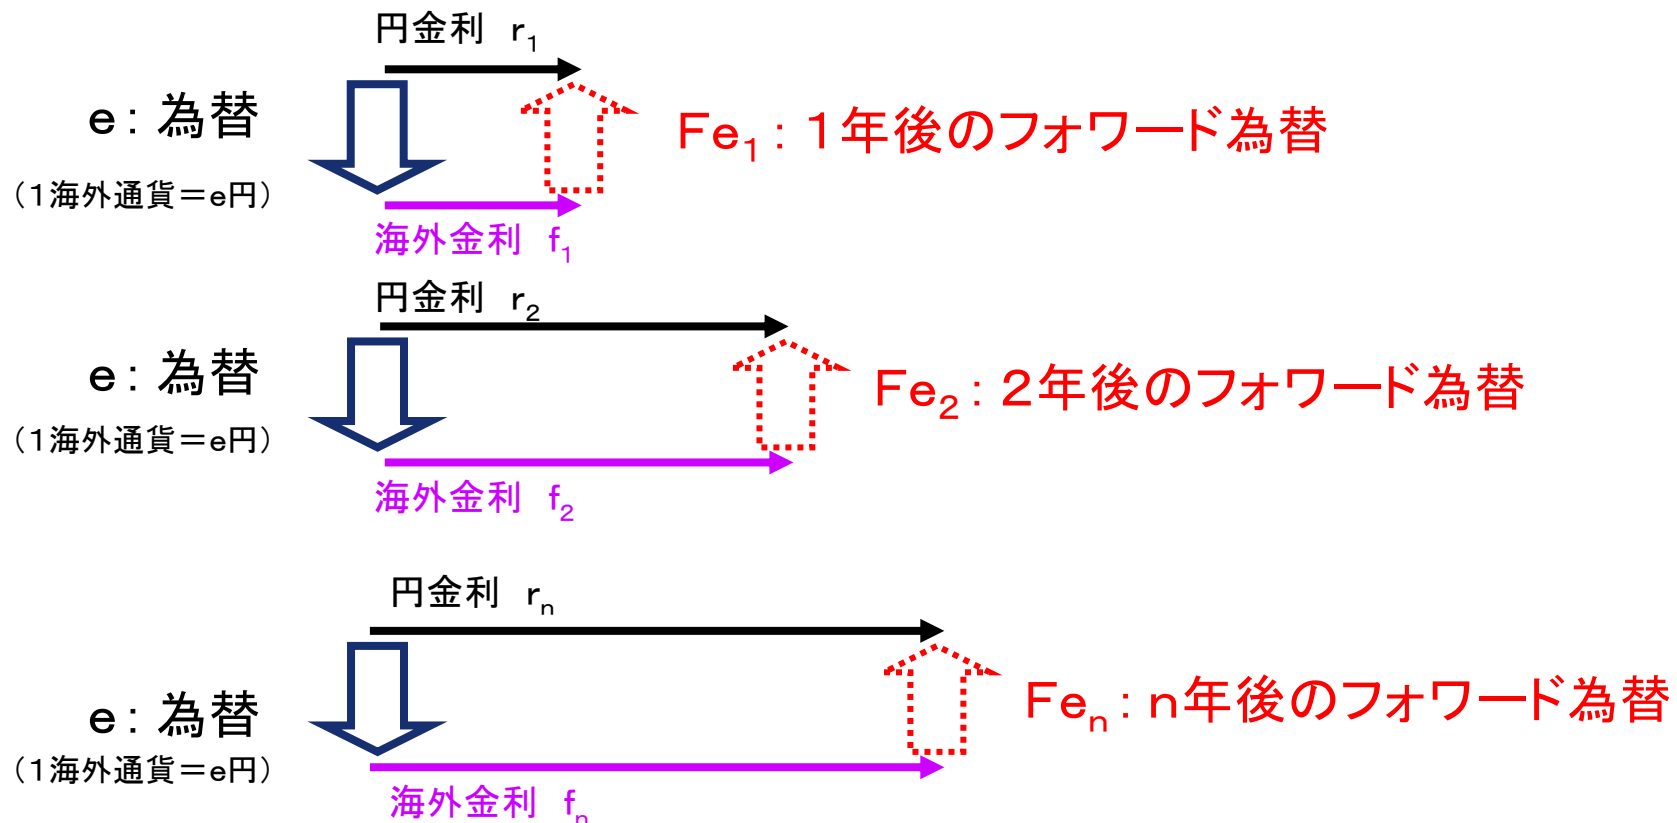 円金利 r₁
e：為替
Fe₁：１年後のフォワード為替
（１海外通貨＝e円）
海外金利 f₁
円金利 r₂
e：為替
Fe₂：２年後のフォワード為替
（１海外通貨＝e円）
海外金利 f₂
円金利 rₙ
e：為替
Feₙ：n年後のフォワード為替
（１海外通貨＝e円）
海外金利 fₙ